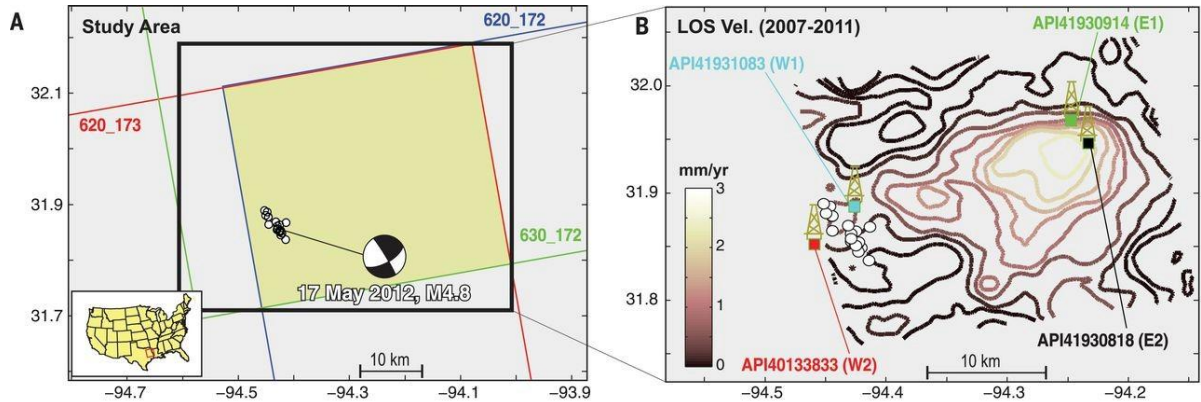 A
Study Area
620_172
32.1
620_173
31.9
630_172
17 May 2012, M4.8
31.7
10 km
−94.7
−94.5
−94.3
−94.1
−93.9
B
LOS Vel. (2007-2011)
API41930914 (E1)
API41931083 (W1)
32.0
mm/yr
3
31.9
2
1
31.8
0
API41930818 (E2)
API40133833 (W2)
10 km
−94.5
−94.4
−94.3
−94.2